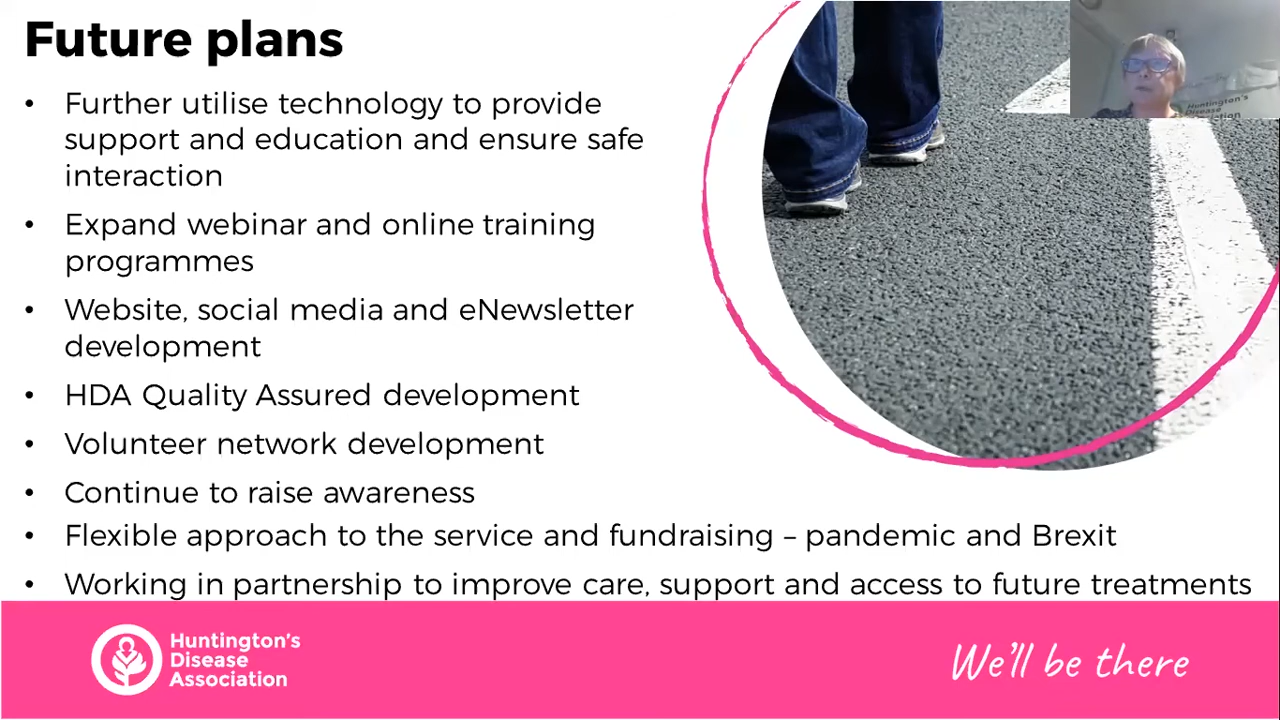 Future plans
• Further utilise technology to provide
support and education and ensure safe
interaction
• Expand webinar and online training
programmes
• Website, social media and eNewsletter
development
• HDA Quality Assured development
• Volunteer network development
• Continue to raise awareness
• Flexible approach to the service and fundraising – pandemic and Brexit
• Working in partnership to improve care, support and access to future treatments
Huntington's
Disease
Association
Huntington's
Disease
Association
We'll be there